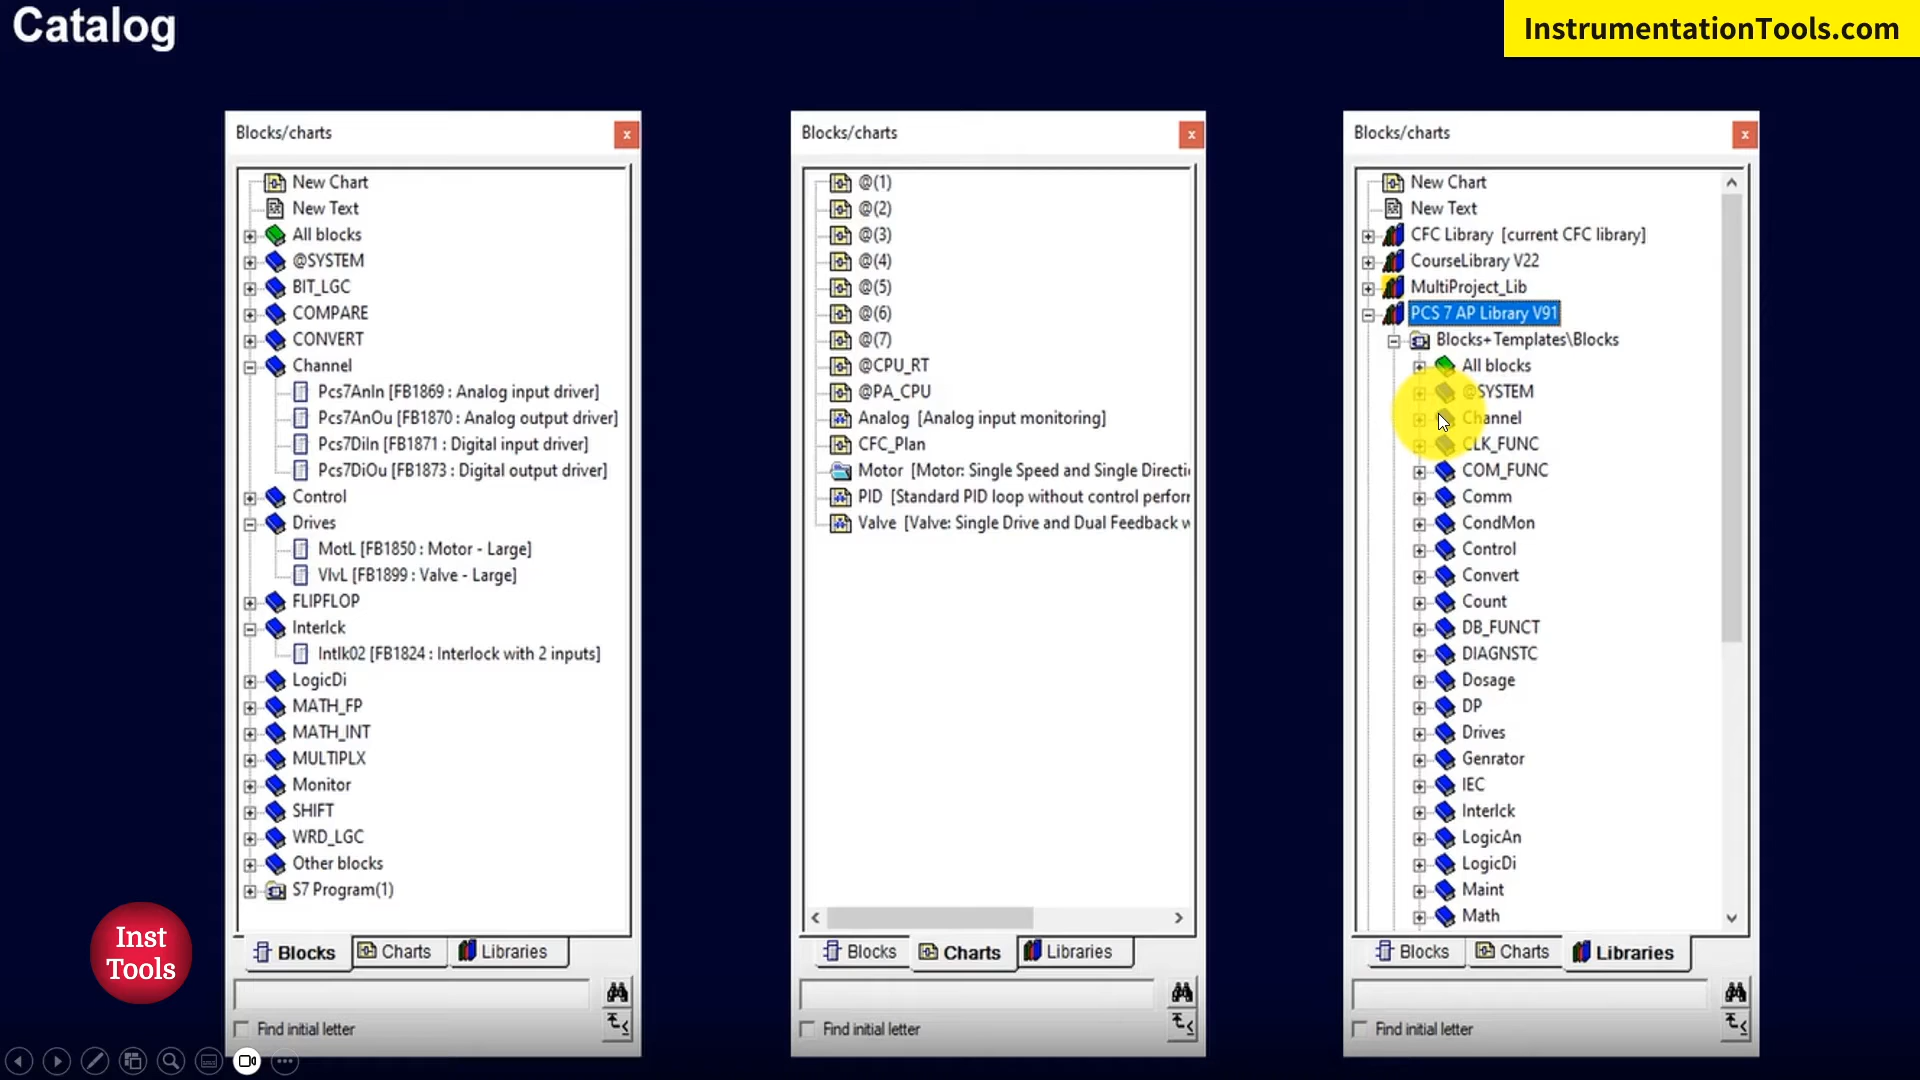 Catalog
InstrumentationTools.com
Blocks/charts
New Chart
New Text
All blocks
@SYSTEM
BIT_LGC
COMPARE
CONVERT
Channel
Pcs7AnIn [FB1869 : Analog input driver]
Pcs7AnOu [FB1870 : Analog output driver]
Pcs7DiIn [FB1871 : Digital input driver]
Pcs7DiOu [FB1873 : Digital output driver]
Control
Drives
MotL [FB1850 : Motor - Large]
VlvL [FB1899 : Valve - Large]
FLIPFLOP
Interlck
Intlk02 [FB1824 : Interlock with 2 inputs]
LogicDi
MATH_FP
MATH_INT
MULTIPLX
Monitor
SHIFT
WRD_LGC
Other blocks
S7 Program(1)
Blocks Charts Libraries
Find initial letter
Blocks/charts
@(1)
@(2)
@(3)
@(4)
@(5)
@(6)
@(7)
@CPU_RT
@PA_CPU
Analog [Analog input monitoring]
CFC_Plan
Motor [Motor: Single Speed and Single Directi
PID [Standard PID loop without control perfor
Valve [Valve: Single Drive and Dual Feedback w
Blocks Charts Libraries
Find initial letter
Blocks/charts
New Chart
New Text
CFC Library [current CFC library]
CourseLibrary V22
MultiProject_Lib
PCS 7 AP Library V91
Blocks+Templates\Blocks
All blocks
@SYSTEM
Channel
CLK_FUNC
COM_FUNC
Comm
CondMon
Control
Convert
Count
DB_FUNCT
DIAGNSTC
Dosage
DP
Drives
Genrator
IEC
Interlck
LogicAn
LogicDi
Maint
Math
Blocks Charts Libraries
Find initial letter
Inst
Tools